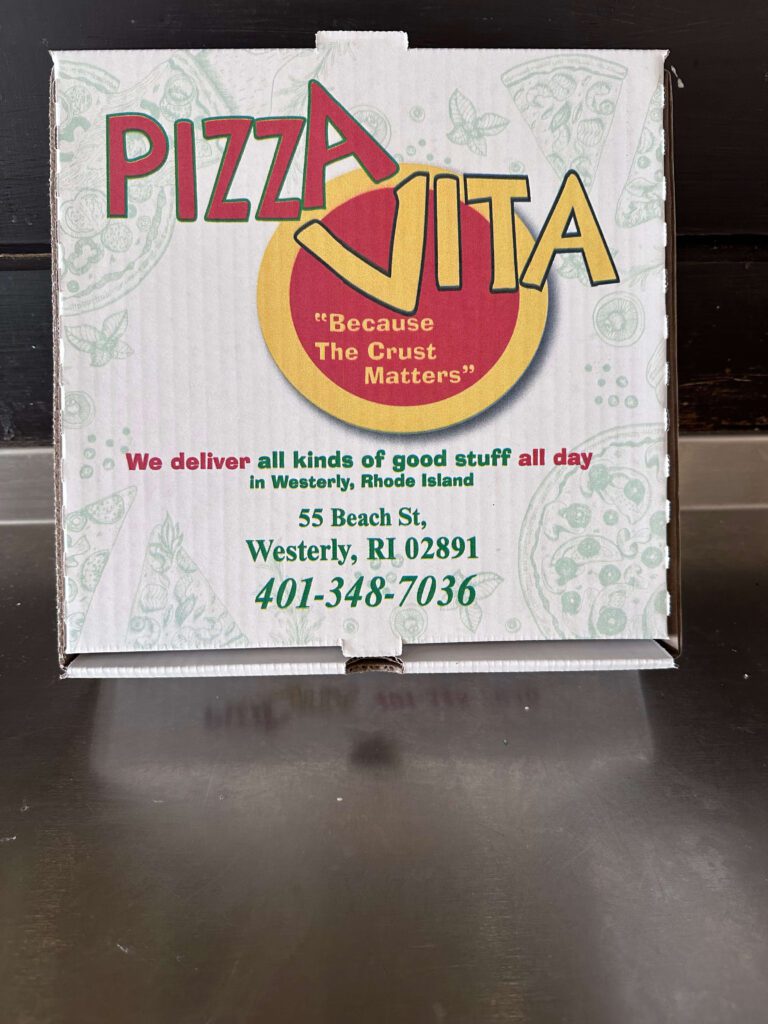 PIZZA
VITA
"Because
The Crust
Matters"
We deliver all kinds of good stuff all day
in Westerly, Rhode Island
55 Beach St,
Westerly, RI 02891
401-348-7036